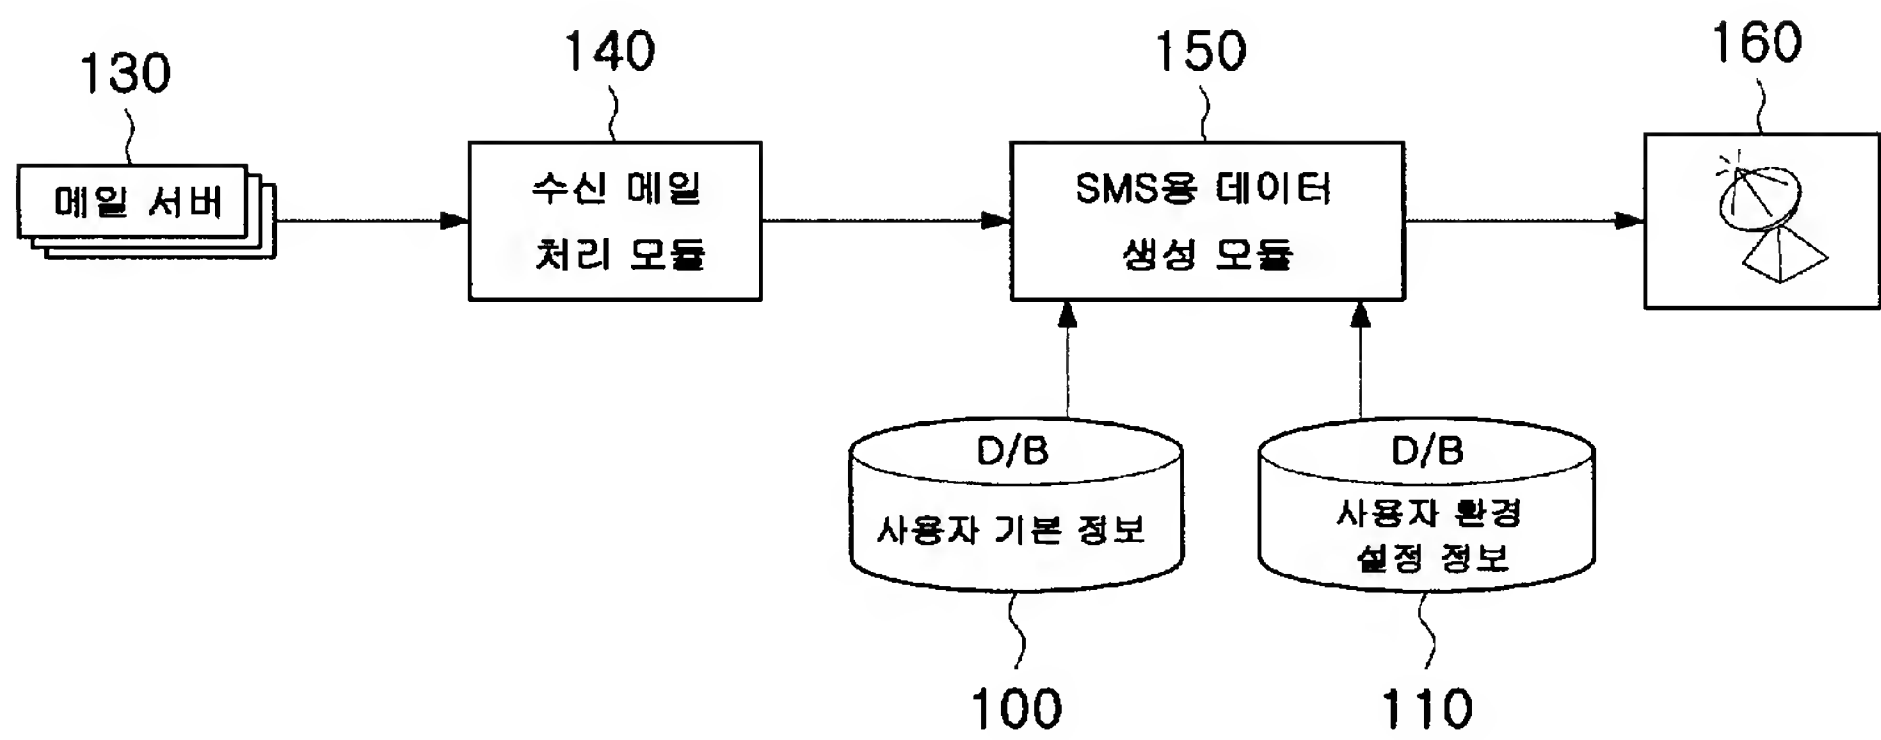 130
140
150
160
메일 서버
수신 메일
처리 모듈
SMS용 데이터
생성 모듈
D/B
사용자 기본 정보
D/B
사용자 환경
설정 정보
100
110